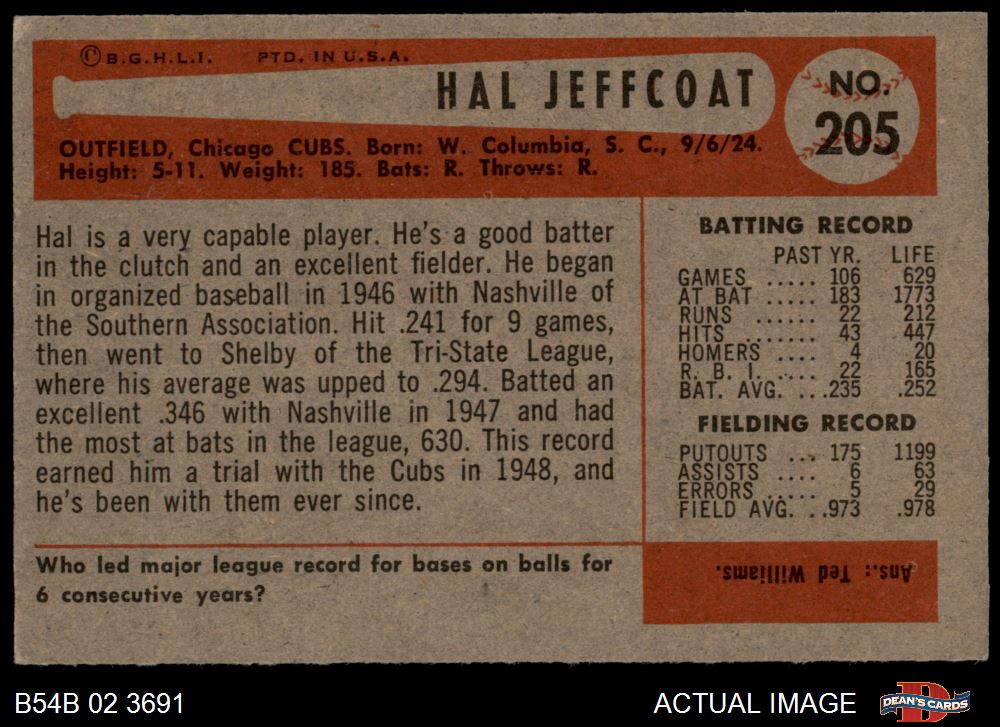 © B.G.H.L.I. PTD. IN U.S.A.
HAL JEFFCOAT
NO.
205
OUTFIELD, Chicago CUBS. Born: W. Columbia, S. C., 9/6/24.
Height: 5-11. Weight: 185. Bats: R. Throws: R.
Hal is a very capable player. He's a good batter
in the clutch and an excellent fielder. He began
in organized baseball in 1946 with Nashville of
the Southern Association. Hit .241 for 9 games,
then went to Shelby of the Tri-State League,
where his average was upped to .294. Batted an
excellent .346 with Nashville in 1947 and had
the most at bats in the league, 630. This record
earned him a trial with the Cubs in 1948, and
he's been with them ever since.
BATTING RECORD
PAST YR. LIFE
GAMES ..... 106 629
AT BAT ..... 183 1773
RUNS ...... 22 212
HITS ....... 43 447
HOMERS .... 4 20
R. B. I. .... 22 165
BAT. AVG. ...235 .252
FIELDING RECORD
PUTOUTS ... 175 1199
ASSISTS .... 6 63
ERRORS ..... 5 29
FIELD AVG. ..973 .978
Who led major league record for bases on balls for
6 consecutive years?
Ans.: Ted Williams.
B54B 02 3691
ACTUAL IMAGE
DEAN'S CARDS